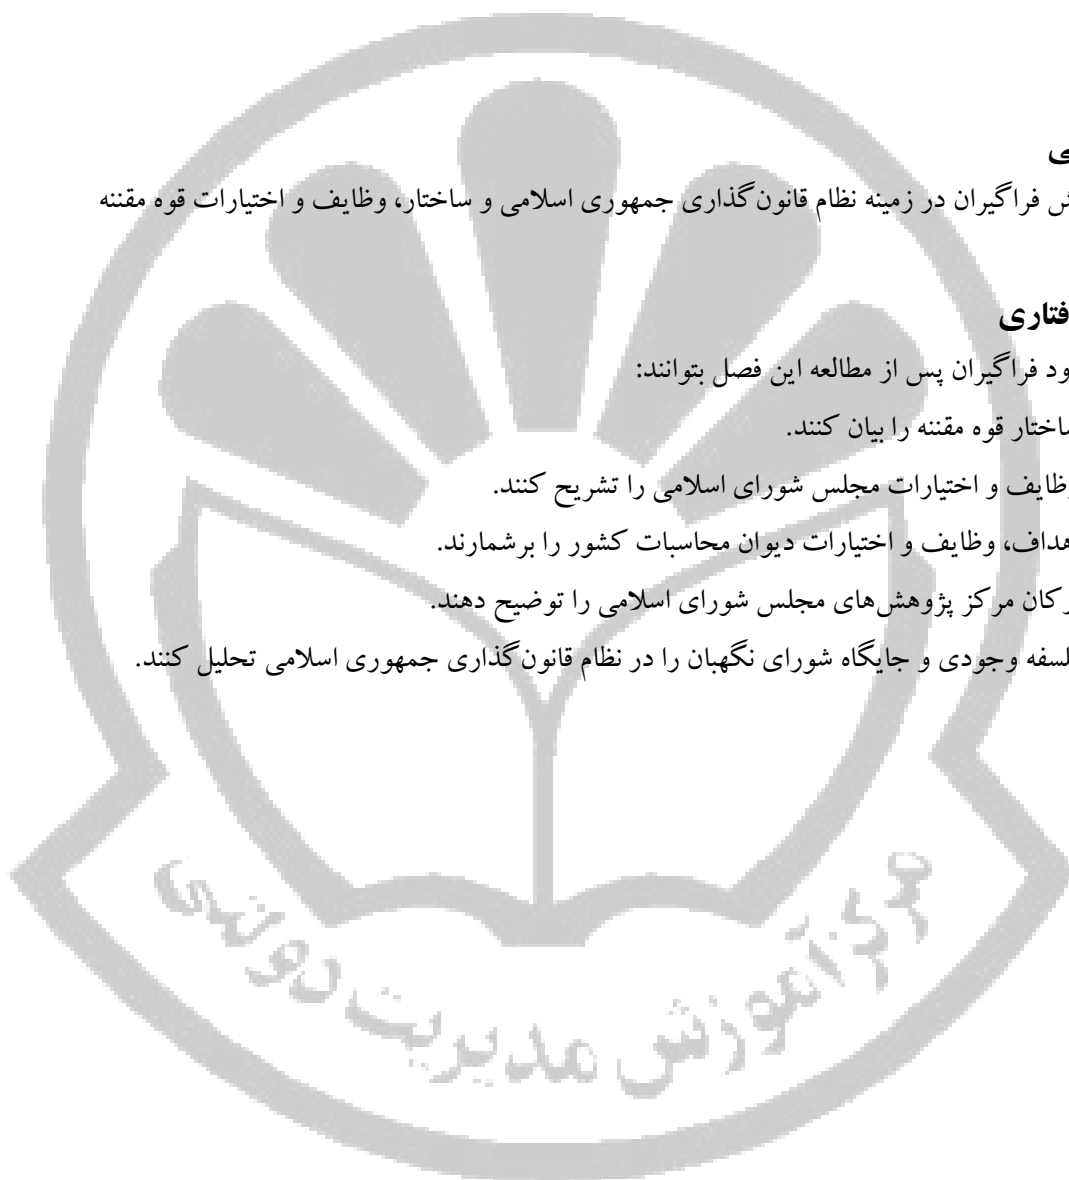 ی
ش فراگیران در زمینه نظام قانون‌گذاری جمهوری اسلامی و ساختار، وظایف و اختیارات قوه مقننه
فتاری
ود فراگیران پس از مطالعه این فصل بتوانند:
ساختار قوه مقننه را بیان کنند.
ظایف و اختیارات مجلس شورای اسلامی را تشریح کنند.
هداف، وظایف و اختیارات دیوان محاسبات کشور را برشمارند.
رکان مرکز پژوهش‌های مجلس شورای اسلامی را توضیح دهند.
لسفه وجودی و جایگاه شورای نگهبان را در نظام قانون‌گذاری جمهوری اسلامی تحلیل کنند.
مرکز آموزش مدیریت دولتی